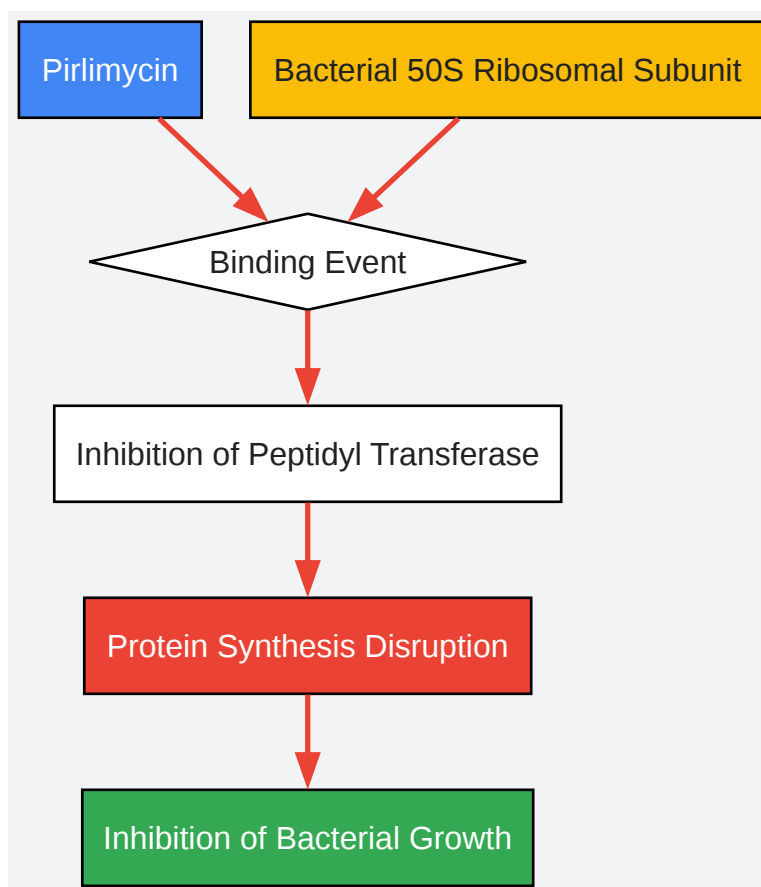 Pirlimycin
Bacterial 50S Ribosomal Subunit
Binding Event
Inhibition of Peptidyl Transferase
Protein Synthesis Disruption
Inhibition of Bacterial Growth